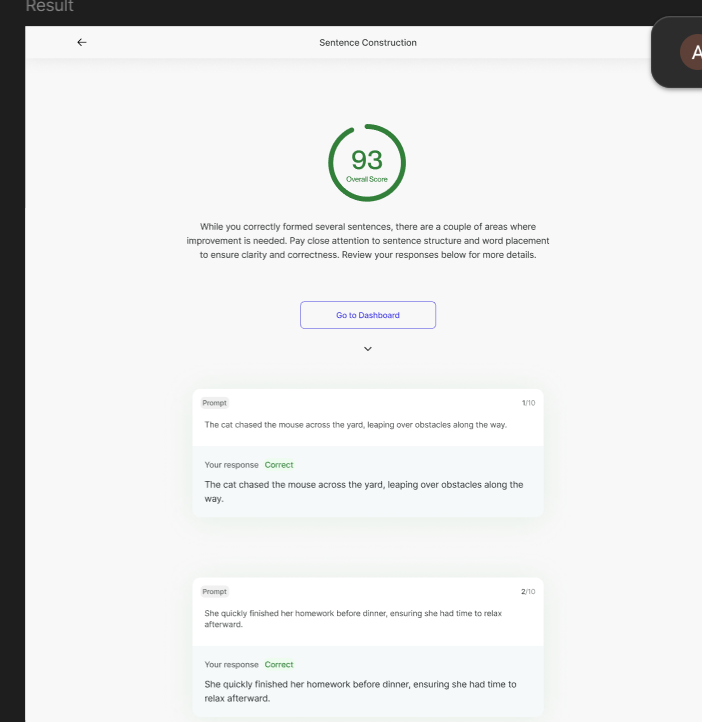 Result
Sentence Construction
A
93
Overall Score
While you correctly formed several sentences, there are a couple of areas where
improvement is needed. Pay close attention to sentence structure and word placement
to ensure clarity and correctness. Review your responses below for more details.
Go to Dashboard
Prompt 1/10
The cat chased the mouse across the yard, leaping over obstacles along the way.
Your response Correct
The cat chased the mouse across the yard, leaping over obstacles along the
way.
Prompt 2/10
She quickly finished her homework before dinner, ensuring she had time to relax
afterward.
Your response Correct
She quickly finished her homework before dinner, ensuring she had time to
relax afterward.